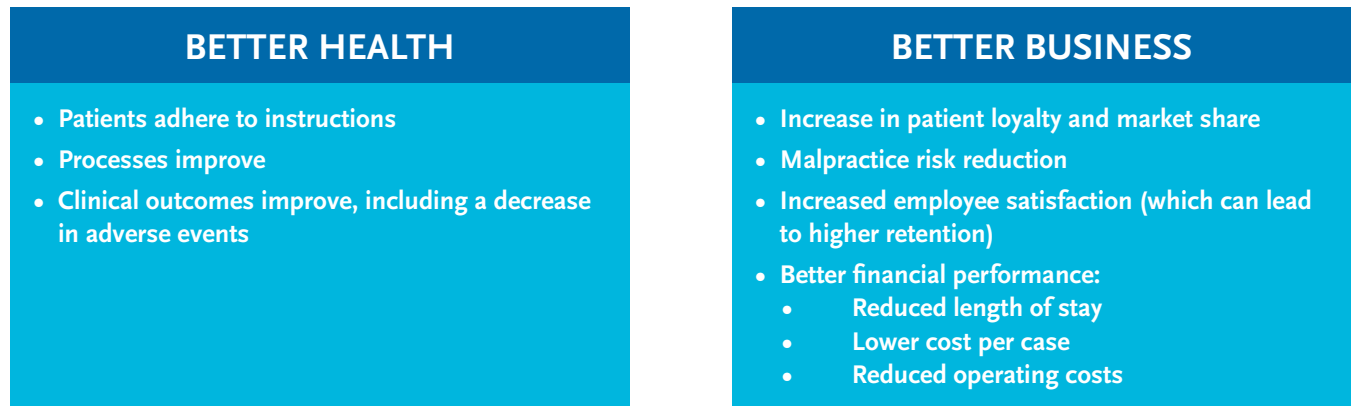 BETTER HEALTH
• Patients adhere to instructions
• Processes improve
• Clinical outcomes improve, including a decrease
in adverse events
BETTER BUSINESS
• Increase in patient loyalty and market share
• Malpractice risk reduction
• Increased employee satisfaction (which can lead
to higher retention)
• Better financial performance:
• Reduced length of stay
• Lower cost per case
• Reduced operating costs